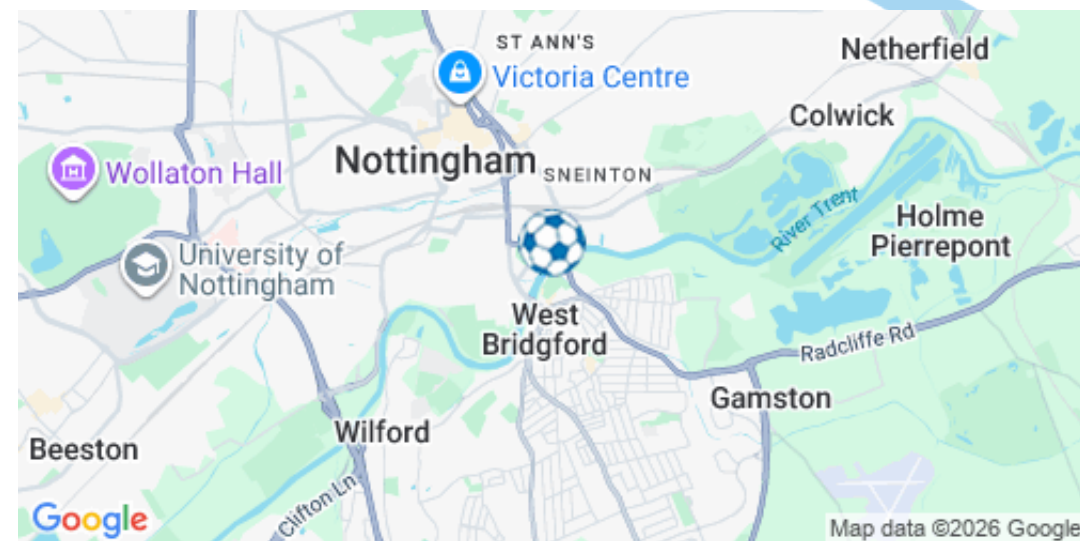 ST ANN'S
Victoria Centre
Netherfield
Colwick
Nottingham
SNEINTON
Wollaton Hall
River Trent
Holme
Pierrepont
University of
Nottingham
West
Bridgford
Radcliffe Rd
Gamston
Wilford
Beeston
Clifton Ln
Google
Map data ©2026 Google